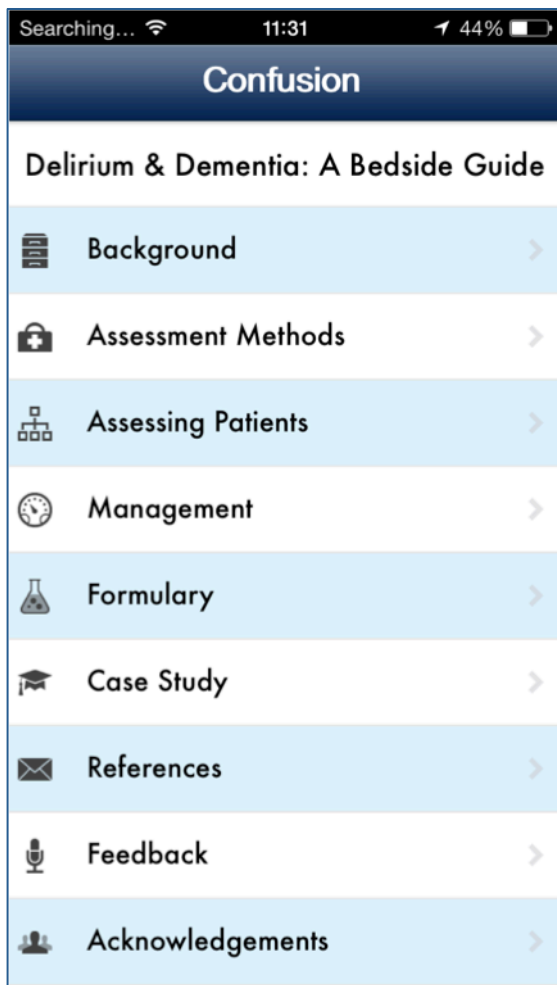 Searching... 11:31 44%
Confusion
Delirium & Dementia: A Bedside Guide
Background
Assessment Methods
Assessing Patients
Management
Formulary
Case Study
References
Feedback
Acknowledgements